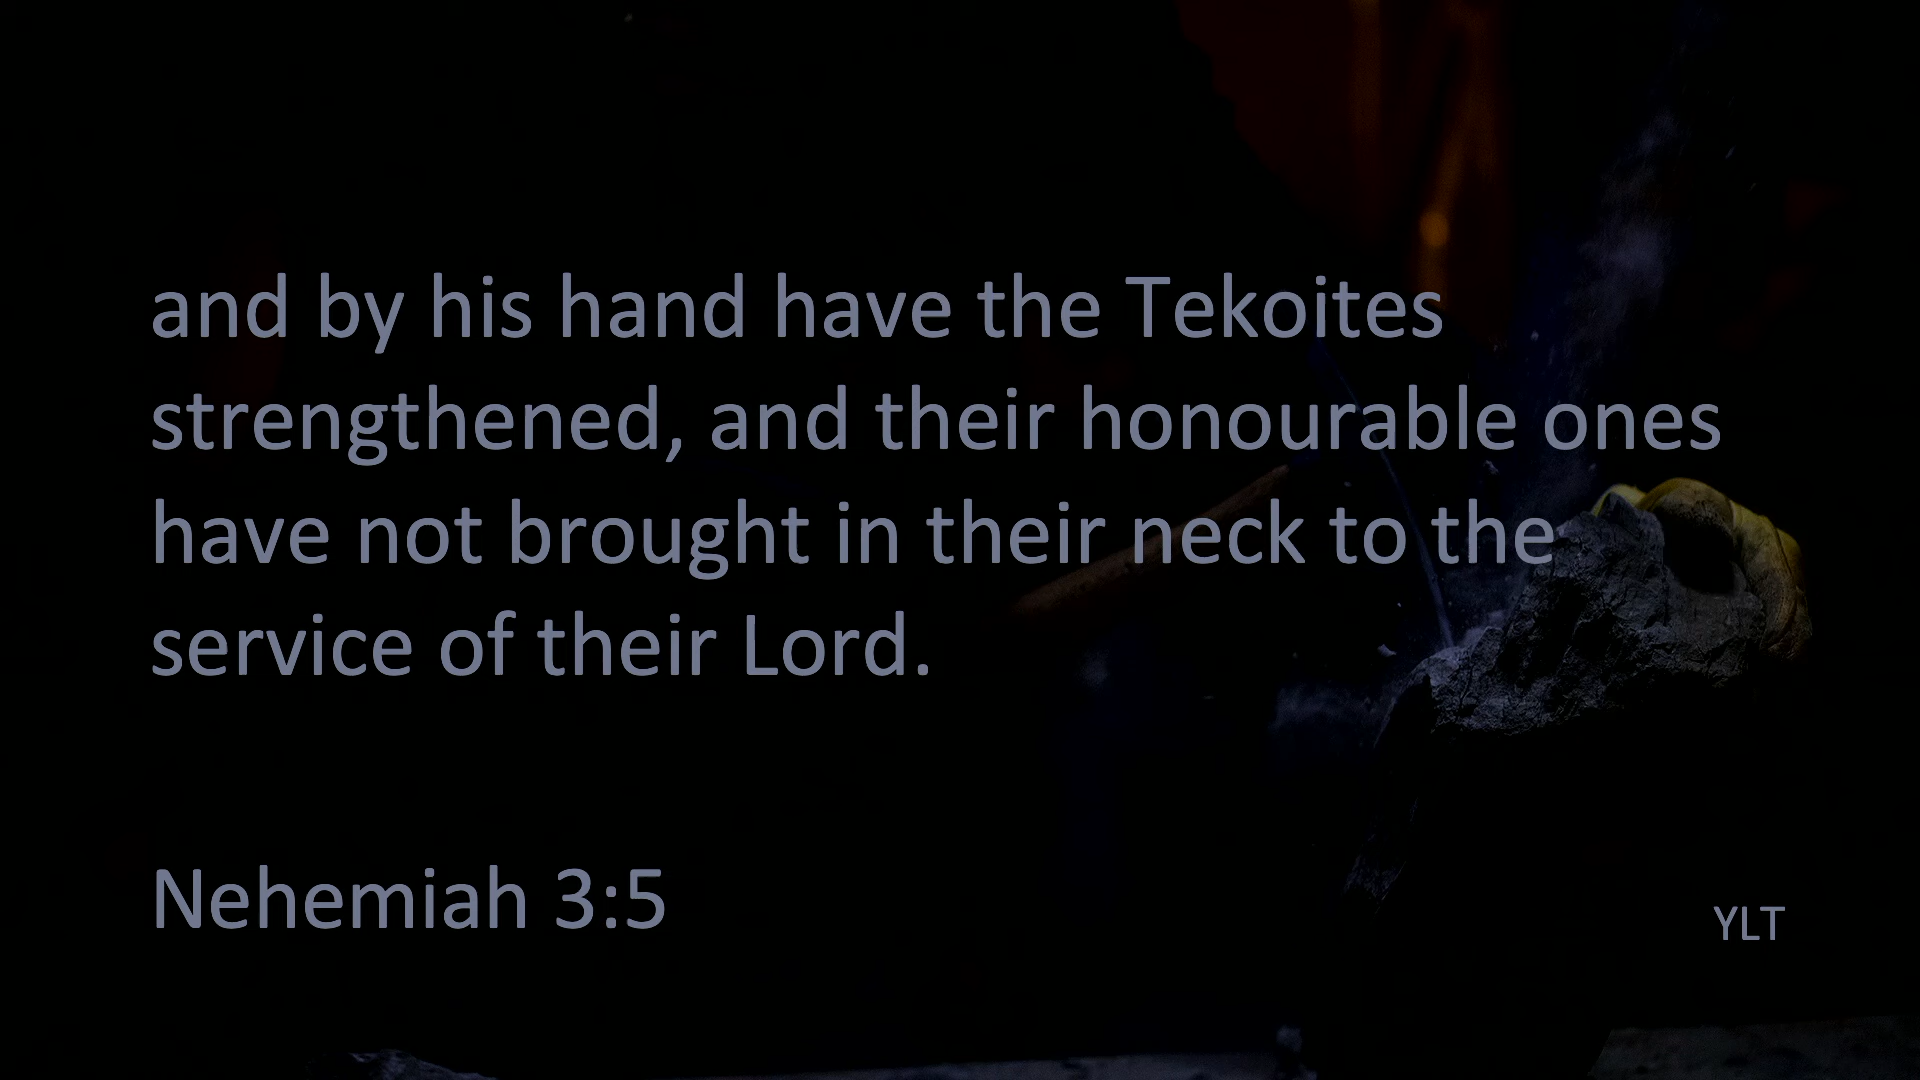 and by his hand have the Tekoites
strengthened, and their honourable ones
have not brought in their neck to the
service of their Lord.
Nehemiah 3:5
YLT